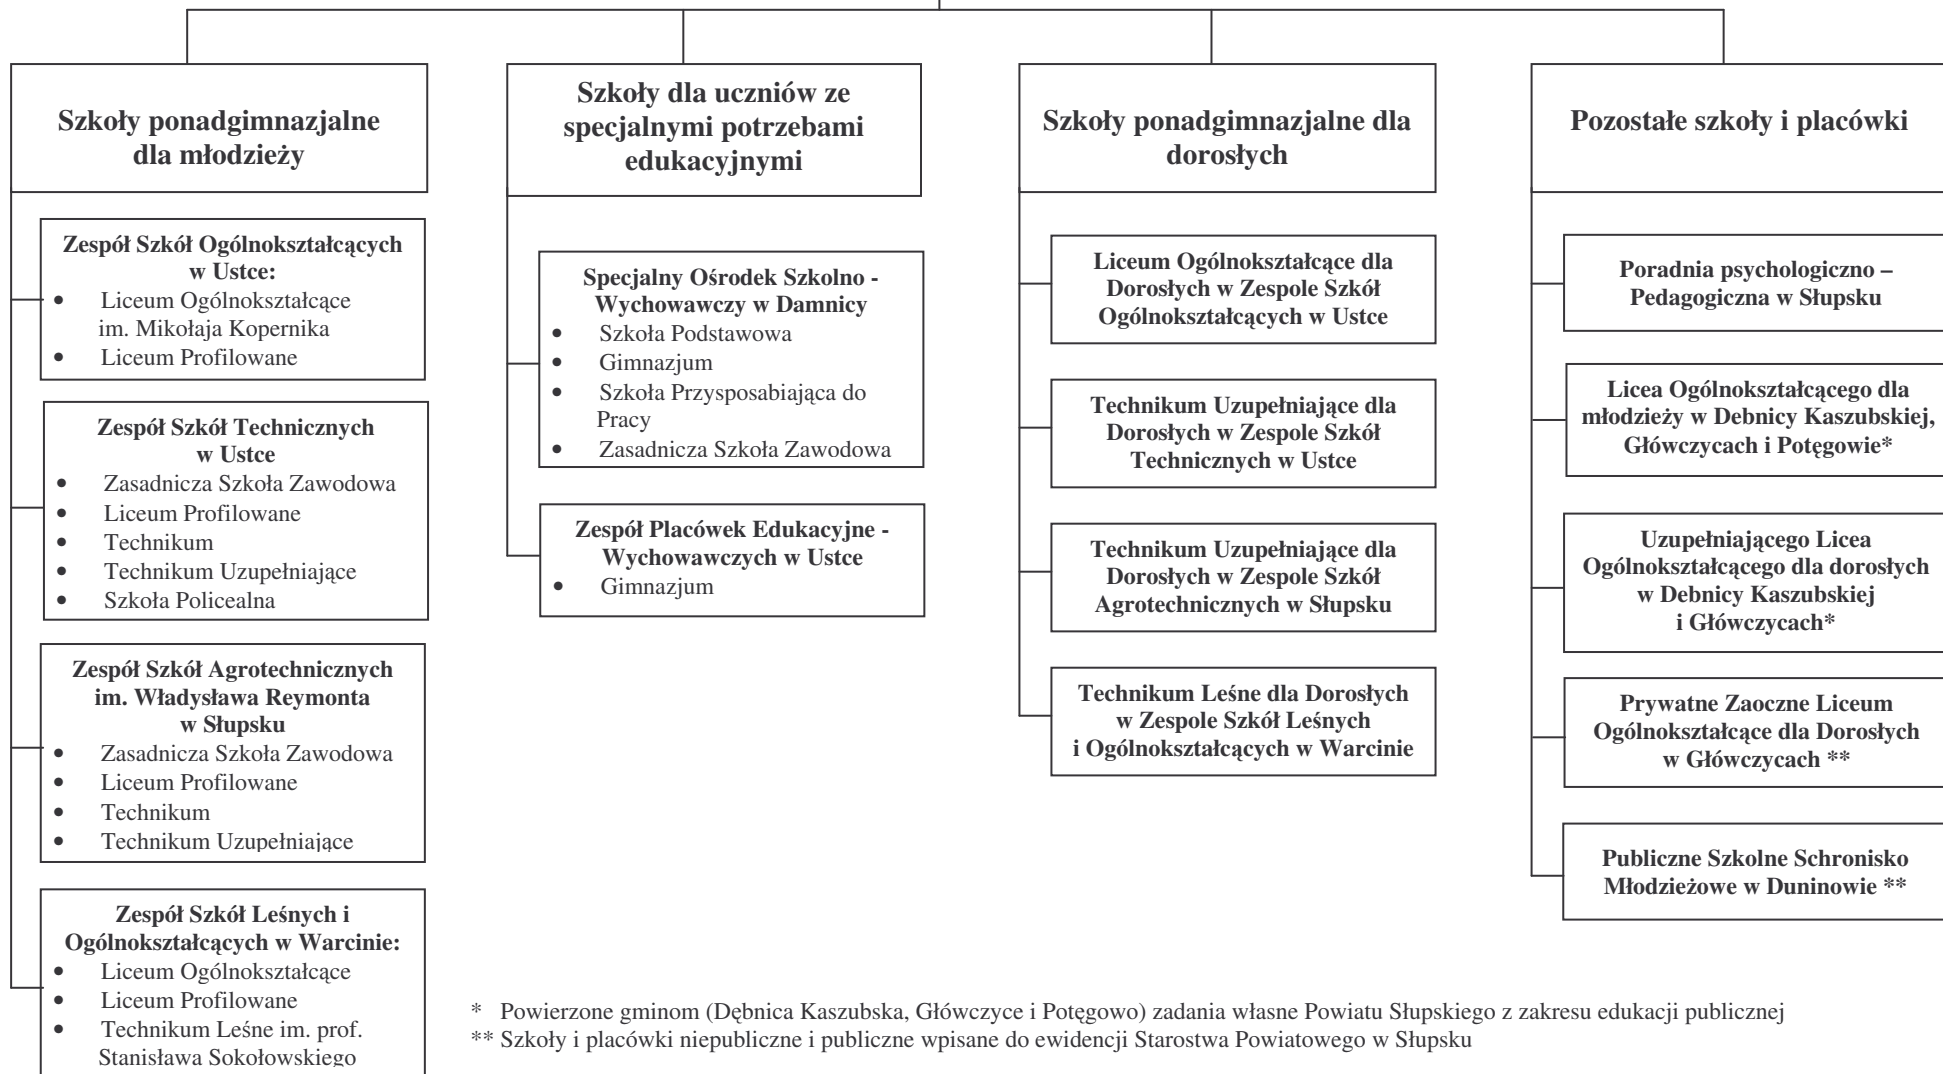 Szkoły ponadgimnazjalne
dla młodzieży
Zespół Szkół Ogólnokształcących
w Ustce:
• Liceum Ogólnokształcące
im. Mikołaja Kopernika
• Liceum Profilowane
Zespół Szkół Technicznych
w Ustce
• Zasadnicza Szkoła Zawodowa
• Liceum Profilowane
• Technikum
• Technikum Uzupełniające
• Szkoła Policealna
Zespół Szkół Agrotechnicznych
im. Władysława Reymonta
w Słupsku
• Zasadnicza Szkoła Zawodowa
• Liceum Profilowane
• Technikum
• Technikum Uzupełniające
Zespół Szkół Leśnych i
Ogólnokształcących w Warcinie:
• Liceum Ogólnokształcące
• Liceum Profilowane
• Technikum Leśne im. prof.
Stanisława Sokołowskiego
Szkoły dla uczniów ze
specjalnymi potrzebami
edukacyjnymi
Specjalny Ośrodek Szkolno -
Wychowawczy w Damnicy
• Szkoła Podstawowa
• Gimnazjum
• Szkoła Przysposabiająca do
Pracy
• Zasadnicza Szkoła Zawodowa
Zespół Placówek Edukacyjne -
Wychowawczych w Ustce
• Gimnazjum
Szkoły ponadgimnazjalne dla
dorosłych
Liceum Ogólnokształcące dla
Dorosłych w Zespole Szkół
Ogólnokształcących w Ustce
Technikum Uzupełniające dla
Dorosłych w Zespole Szkół
Technicznych w Ustce
Technikum Uzupełniające dla
Dorosłych w Zespole Szkół
Agrotechnicznych w Słupsku
Technikum Leśne dla Dorosłych
w Zespole Szkół Leśnych
i Ogólnokształcących w Warcinie
Pozostałe szkoły i placówki
Poradnia psychologiczno –
Pedagogiczna w Słupsku
Licea Ogólnokształcącego dla
młodzieży w Debnicy Kaszubskiej,
Główczycach i Potęgowie*
Uzupełniającego Licea
Ogólnokształcącego dla dorosłych
w Debnicy Kaszubskiej
i Główczycach*
Prywatne Zaoczne Liceum
Ogólnokształcące dla Dorosłych
w Główczycach **
Publiczne Szkolne Schronisko
Młodzieżowe w Duninowie **
* Powierzone gminom (Dębnica Kaszubska, Główczyce i Potęgowo) zadania własne Powiatu Słupskiego z zakresu edukacji publicznej
** Szkoły i placówki niepubliczne i publiczne wpisane do ewidencji Starostwa Powiatowego w Słupsku